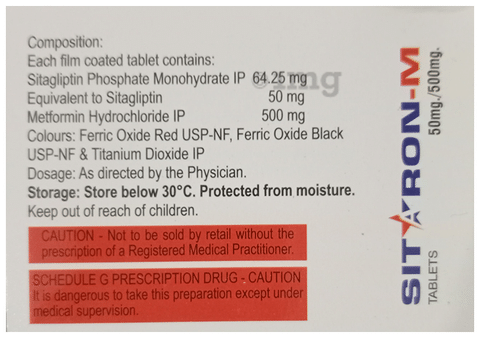 Composition:
Each film coated tablet contains:
Sitagliptin Phosphate Monohydrate IP 64.25 mg
Equivalent to Sitagliptin 50 mg
Metformin Hydrochloride IP 500 mg
Colours: Ferric Oxide Red USP-NF, Ferric Oxide Black
USP-NF & Titanium Dioxide IP
Dosage: As directed by the Physician.
Storage: Store below 30°C. Protected from moisture.
Keep out of reach of children.
CAUTION - Not to be sold by retail without the
prescription of a Registered Medical Practitioner.
SCHEDULE G PRESCRIPTION DRUG - CAUTION
It is dangerous to take this preparation except under
medical supervision.
SITARON-M
50mg./500mg.
TABLETS